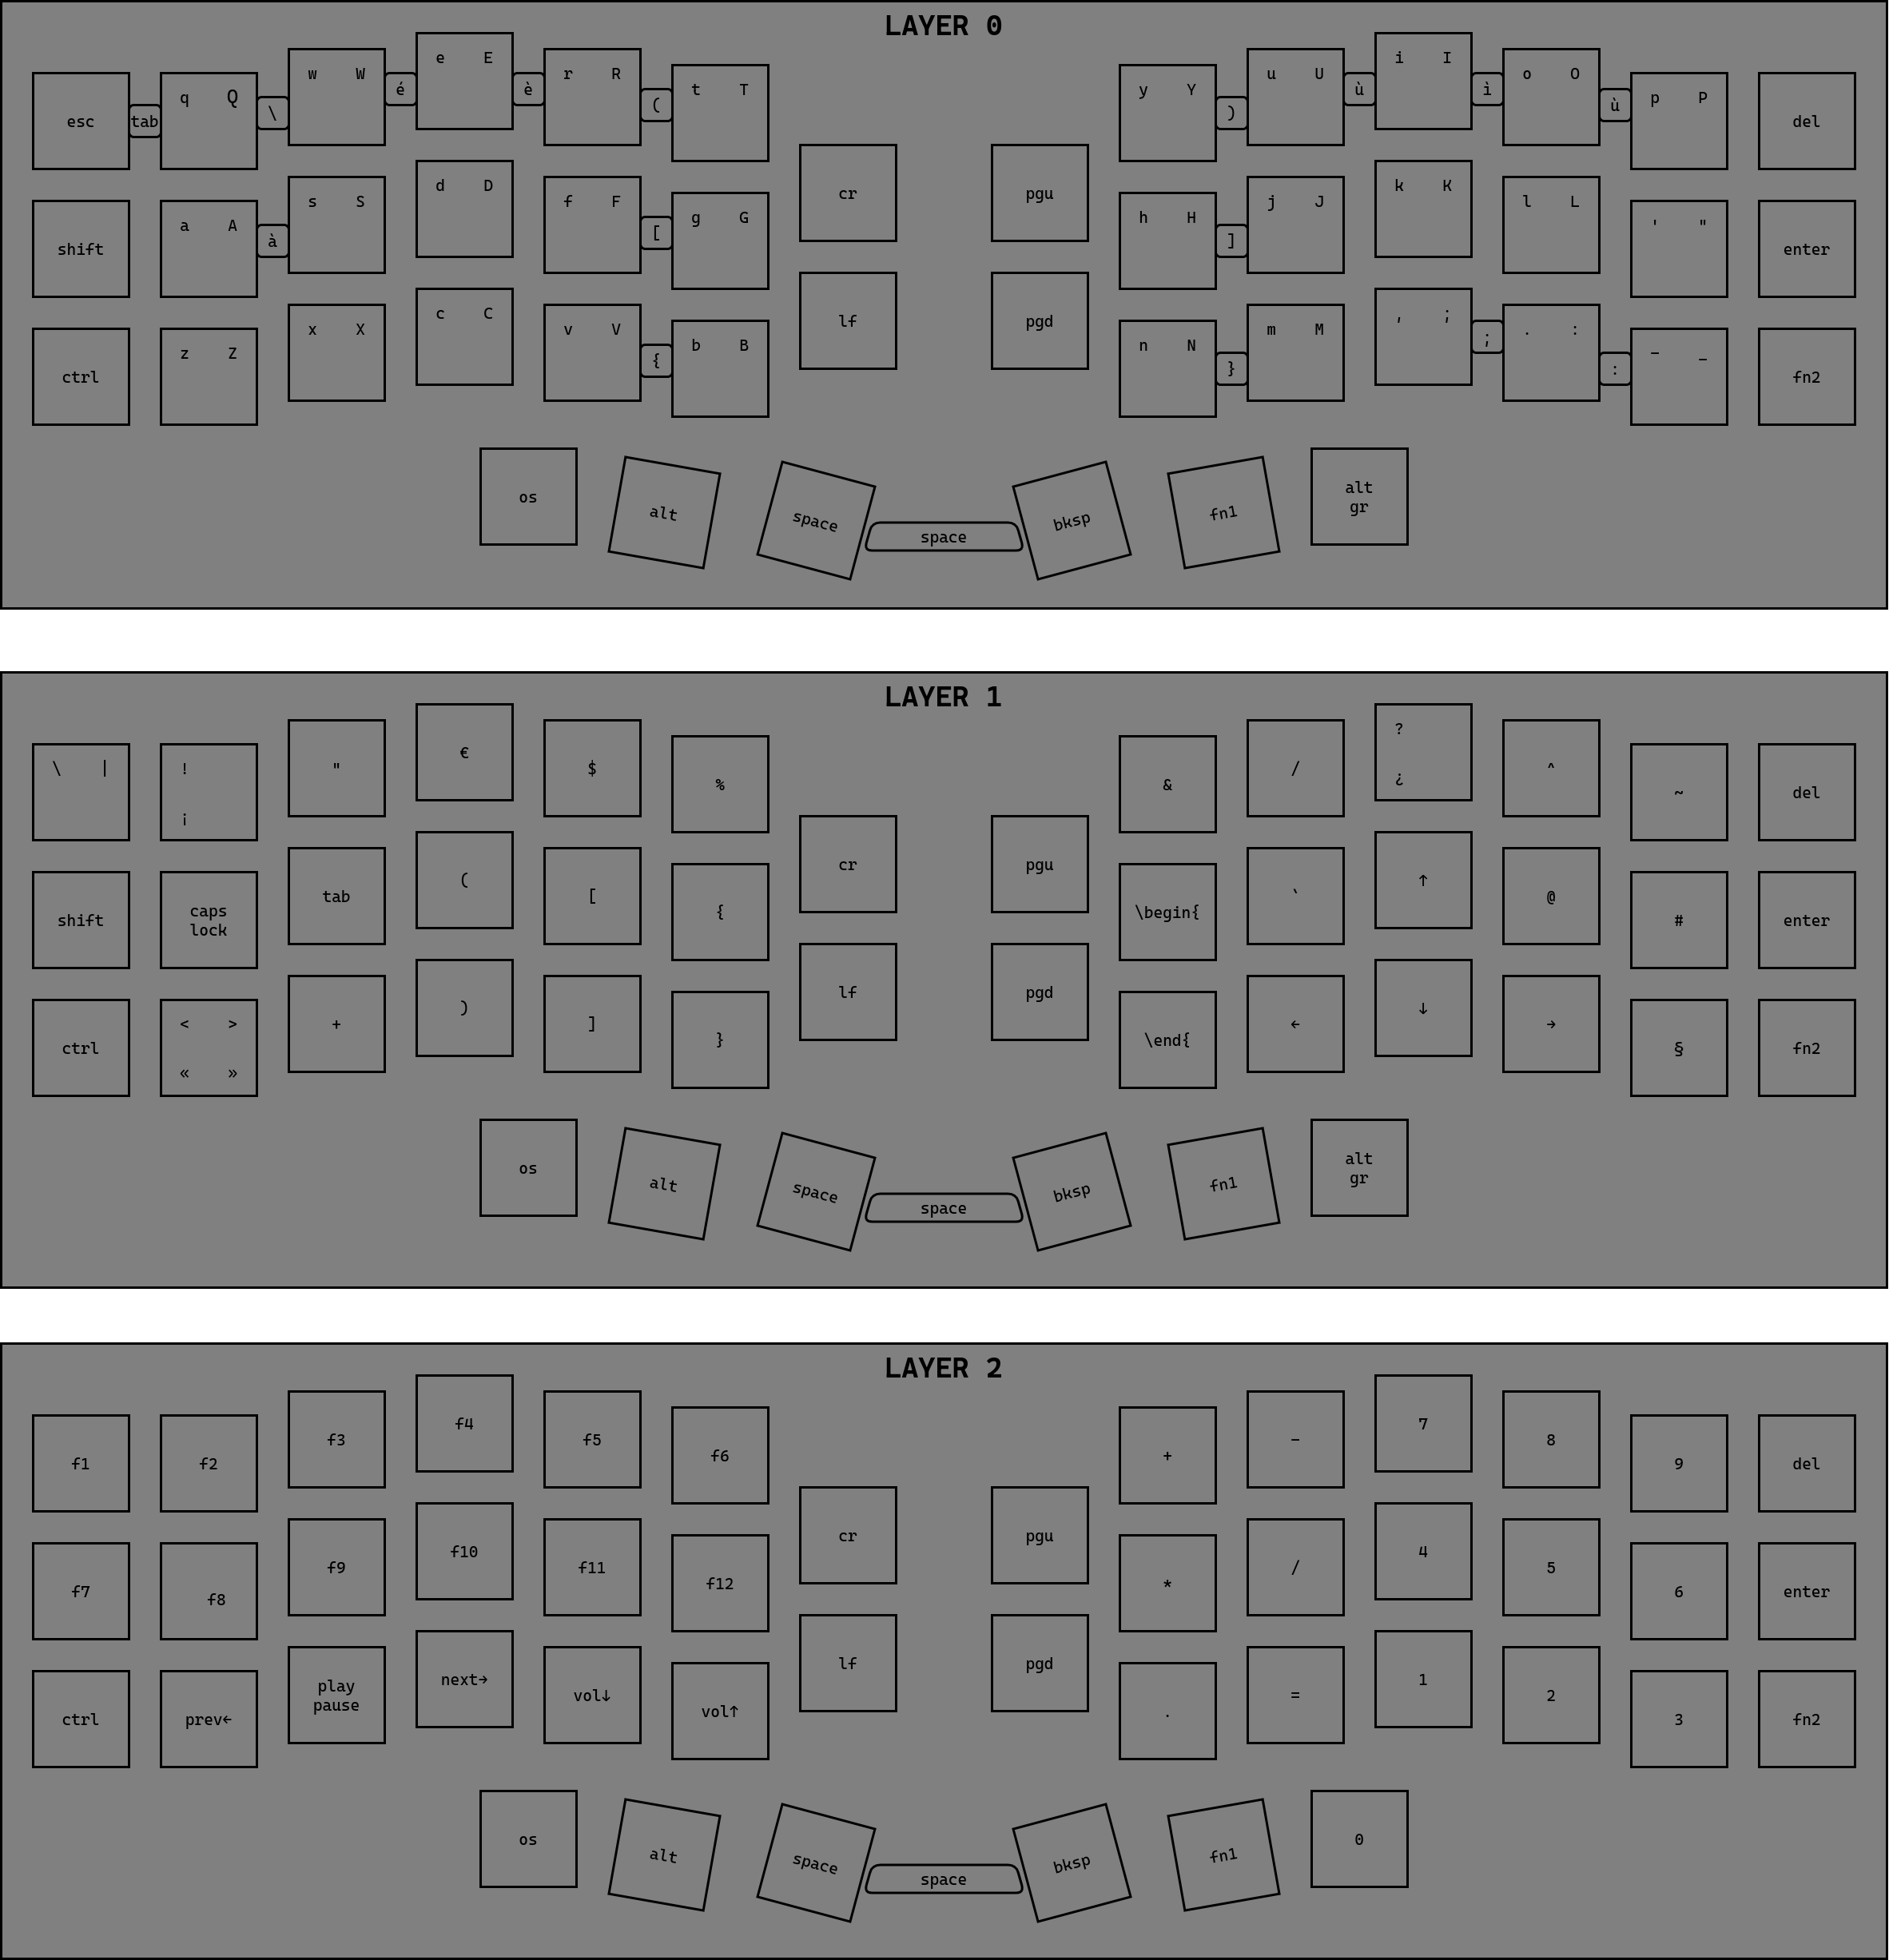 LAYER 0
esc tab q Q \ w W é e E è r R ( t T y Y ) u U ù i I ì o O ù p P del
cr pgu
shift a A à s S d D f F [ g G h H ] j J k K l L ' " enter
lf pgd
ctrl z Z x X c C v V { b B n N } m M , ; ; . : : − _ fn2
os alt space space bksp fn1 alt
gr
LAYER 1
\ | ! " € $ % & / ? ^ ~ del
¡ ¿
cr pgu
shift caps
lock tab ( [ { \begin{ ` ↑ @ # enter
lf pgd
ctrl < > + ) ] } \end{ ← ↓ → § fn2
« »
os alt space space bksp fn1 alt
gr
LAYER 2
f1 f2 f3 f4 f5 f6 + − 7 8 9 del
cr pgu
f7 f8 f9 f10 f11 f12 * / 4 5 6 enter
lf pgd
ctrl prev← play
pause next→ vol↓ vol↑ . = 1 2 3 fn2
os alt space space bksp fn1 0